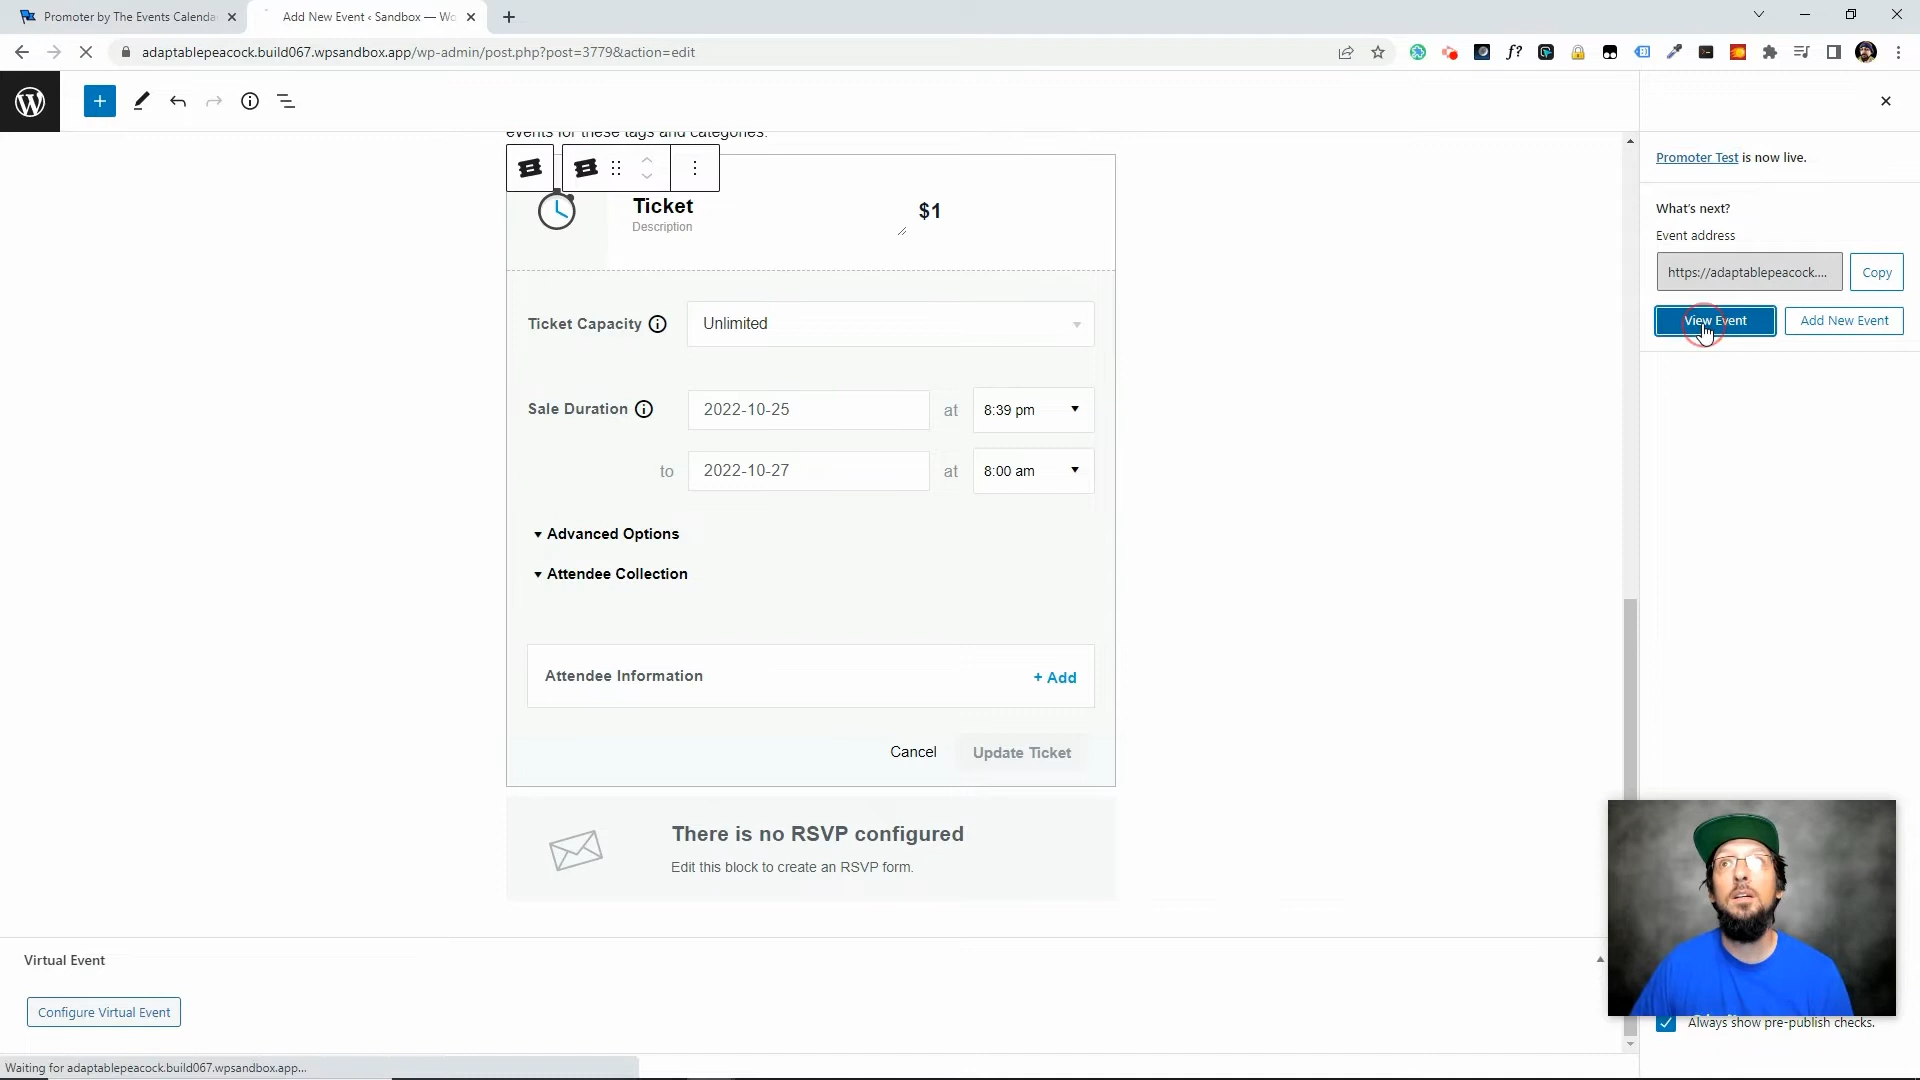 Promoter by The Events Calenda
Add New Event ‹ Sandbox — Wo
adaptablepeacock.build067.wpsandbox.app/wp-admin/post.php?post=3779&action=edit
f?
events for these tags and categories.
Ticket
$1
Description
Ticket Capacity
Unlimited
Sale Duration
2022-10-25
at
8:39 pm
to
2022-10-27
at
8:00 am
Advanced Options
Attendee Collection
Attendee Information
+ Add
Cancel
Update Ticket
There is no RSVP configured
Edit this block to create an RSVP form.
Virtual Event
Configure Virtual Event
Waiting for adaptablepeacock.build067.wpsandbox.app...
Promoter Test is now live.
What's next?
Event address
https://adaptablepeacock....
Copy
View Event
Add New Event
Always show pre-publish checks.